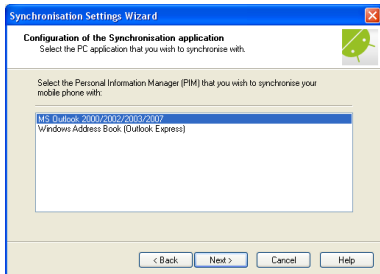 Synchronisation Settings Wizard
Configuration of the Synchronisation application
Select the PC application that you wish to synchronise with.
Select the Personal Information Manager (PIM) that you wish to synchronise your
mobile phone with:
MS Outlook 2000/2002/2003/2007
Windows Address Book (Outlook Express)
< Back Next > Cancel Help